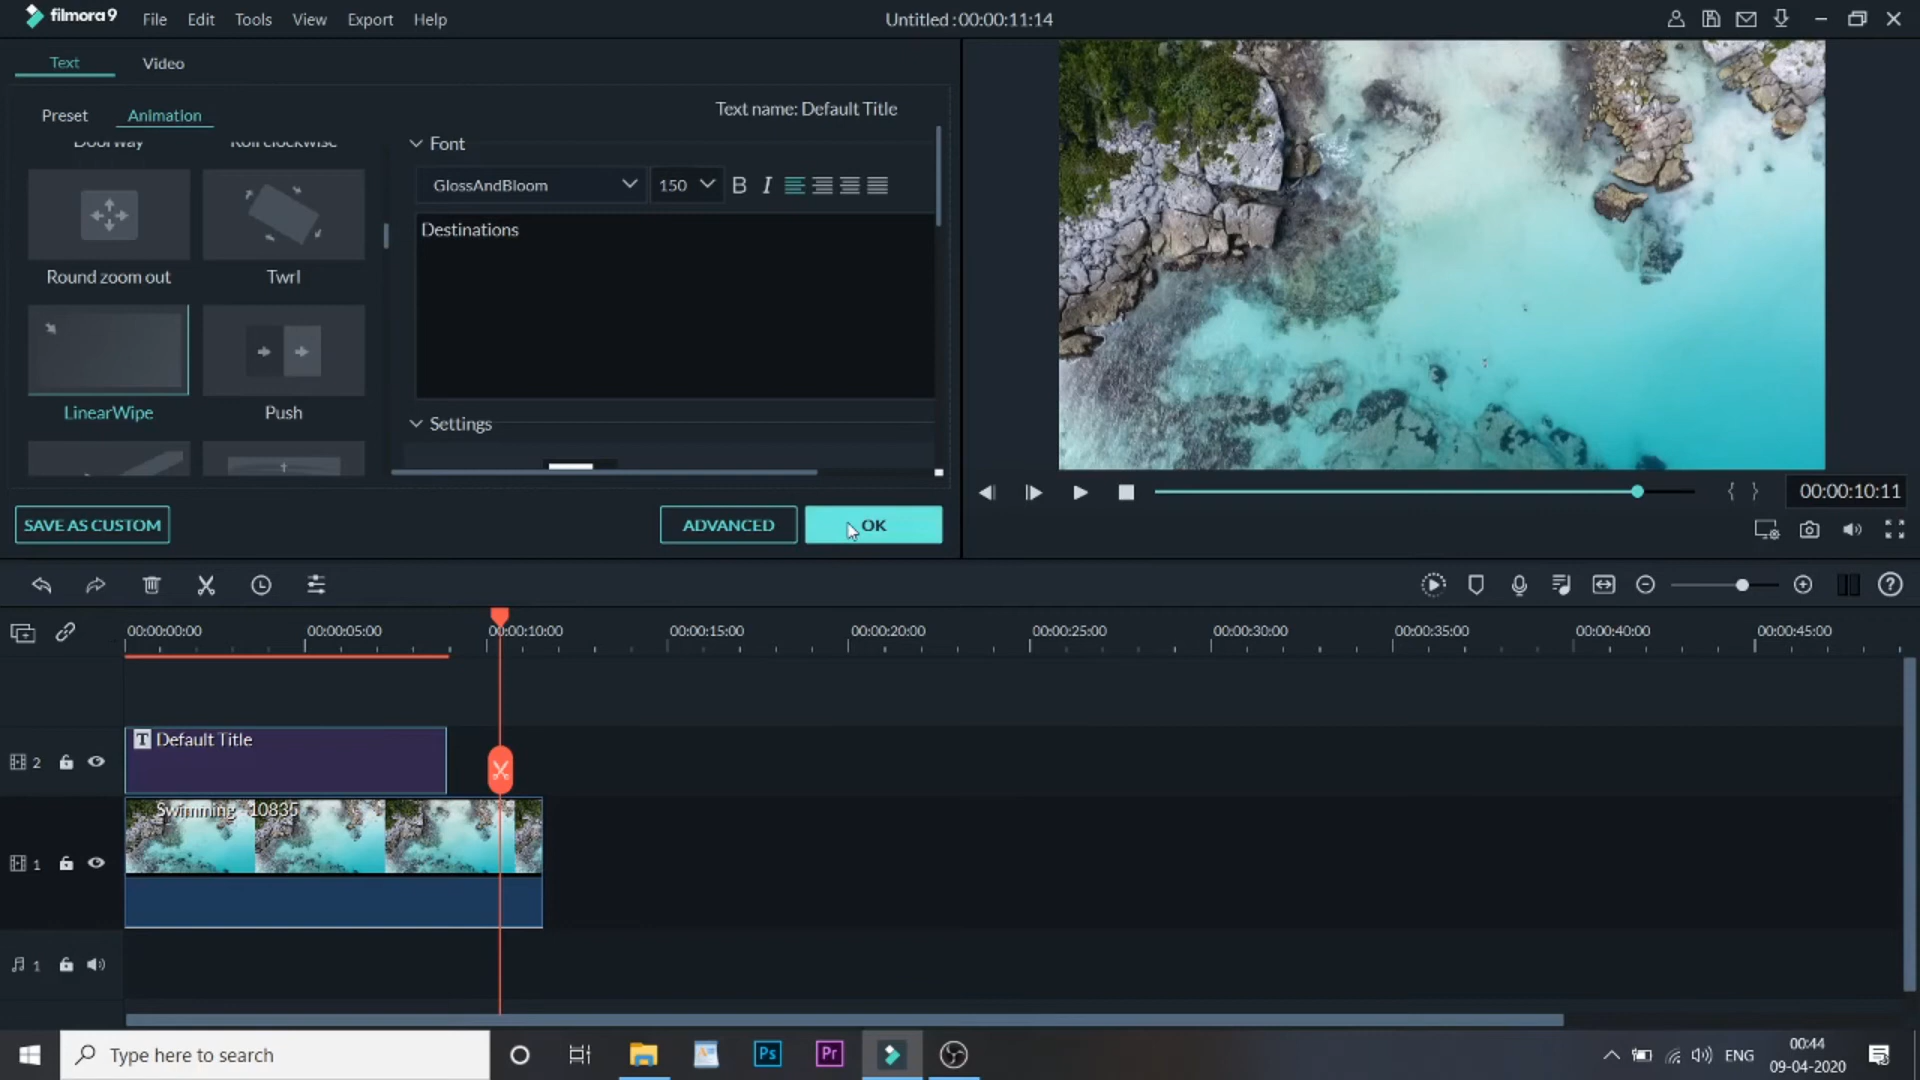 filmora9 File Edit Tools View Export Help Untitled : 00:00:11:14
Text Video
Preset Animation Text name: Default Title
Doorway Roll clockwise
Font
GlossAndBloom 150 B I
Destinations
Round zoom out Twrl
LinearWipe Push
Settings
SAVE AS CUSTOM ADVANCED OK
{ } 00:00:10:11
00:00:00:00 00:00:05:00 00:00:10:00 00:00:15:00 00:00:20:00 00:00:25:00 00:00:30:00 00:00:35:00 00:00:40:00 00:00:45:00
T Default Title
2
Swimming - 10835
1
1
Type here to search Ps Pr ENG 00:44
09-04-2020